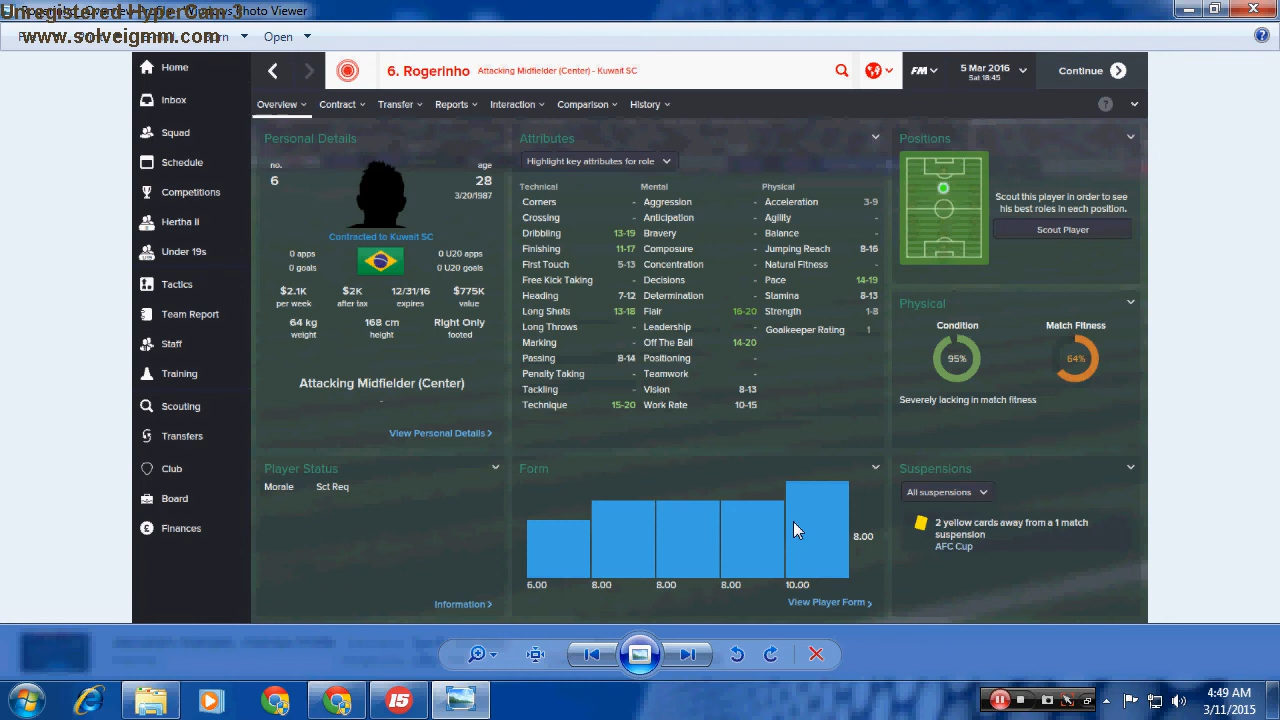 Unregistered HyperCam 3
www.solveigmm.com
Photo Viewer
Open
Home
Inbox
Squad
Schedule
Competitions
Hertha II
Under 19s
Tactics
Team Report
Staff
Training
Scouting
Transfers
Club
Board
Finances
6. Rogerinho Attacking Midfielder (Center) - Kuwait SC
FM
5 Mar 2016
Sat 18:45
Continue
Overview Contract Transfer Reports Interaction Comparison History
?
Personal Details
no.
6
age
28
3/20/1987
Contracted to Kuwait SC
0 apps
0 goals
0 U20 apps
0 U20 goals
$2.1K
per week
$2K
after tax
12/31/16
expires
$775K
value
64 kg
weight
168 cm
height
Right Only
footed
Attacking Midfielder (Center)
-
View Personal Details >
Attributes
Highlight key attributes for role
Technical Mental Physical
Corners - Aggression - Acceleration 3-9
Crossing - Anticipation - Agility -
Dribbling 13-19 Bravery - Balance -
Finishing 11-17 Composure - Jumping Reach 8-16
First Touch 5-13 Concentration - Natural Fitness -
Free Kick Taking - Decisions - Pace 14-19
Heading 7-12 Determination - Stamina 8-13
Long Shots 13-18 Flair 16-20 Strength 1-8
Long Throws - Leadership - Goalkeeper Rating 1
Marking - Off The Ball 14-20
Passing 8-14 Positioning -
Penalty Taking - Teamwork -
Tackling - Vision 8-13
Technique 15-20 Work Rate 10-15
Positions
Scout this player in order to see
his best roles in each position.
Scout Player
Physical
Condition
95%
Match Fitness
64%
Severely lacking in match fitness
Player Status
Morale Sct Req
Information >
Form
8.00
6.00 8.00 8.00 8.00 10.00
View Player Form >
Suspensions
All suspensions
2 yellow cards away from a 1 match
suspension
AFC Cup
15
4:49 AM
3/11/2015